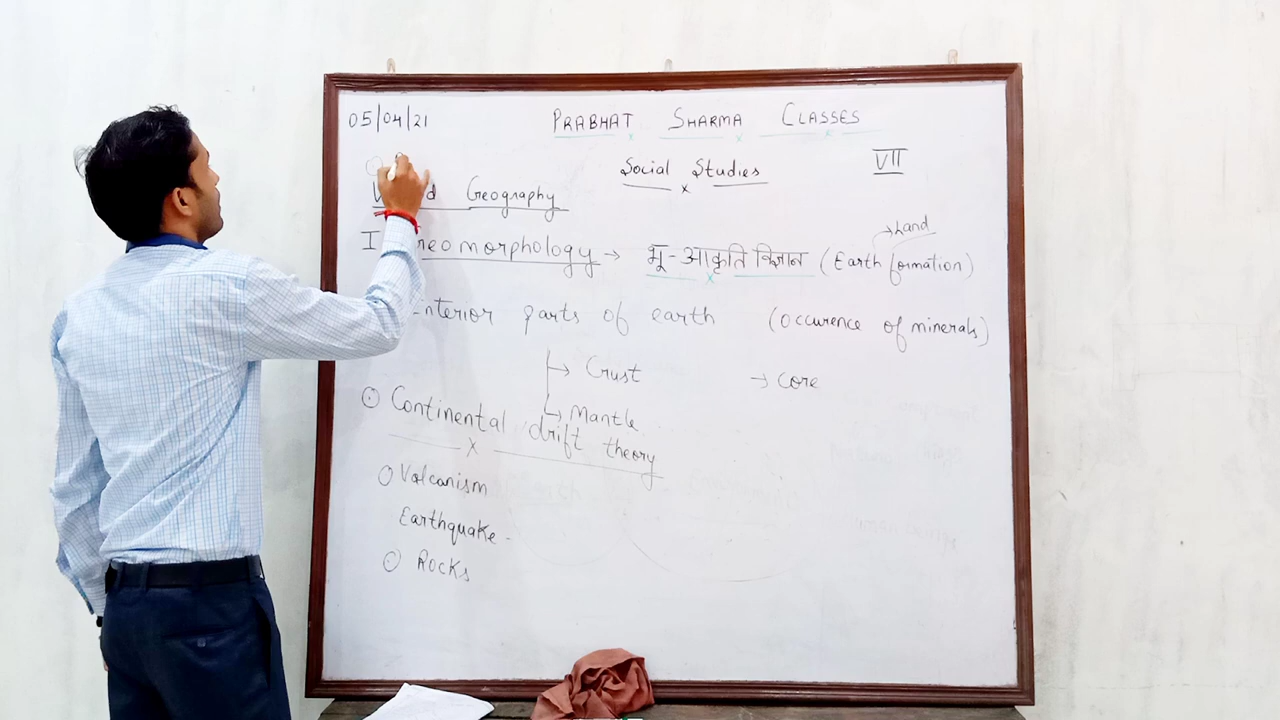 05/04/21
PRABHAT SHARMA CLASSES
Social Studies
VII
Geography
I
→ Land
→ भू-आकृति विज्ञान (Earth formation)
parts of earth (Occurence of minerals)
→ Crust
→ Core
→ Mantle
Continental drift theory
Volcanism
Earthquake
Rocks